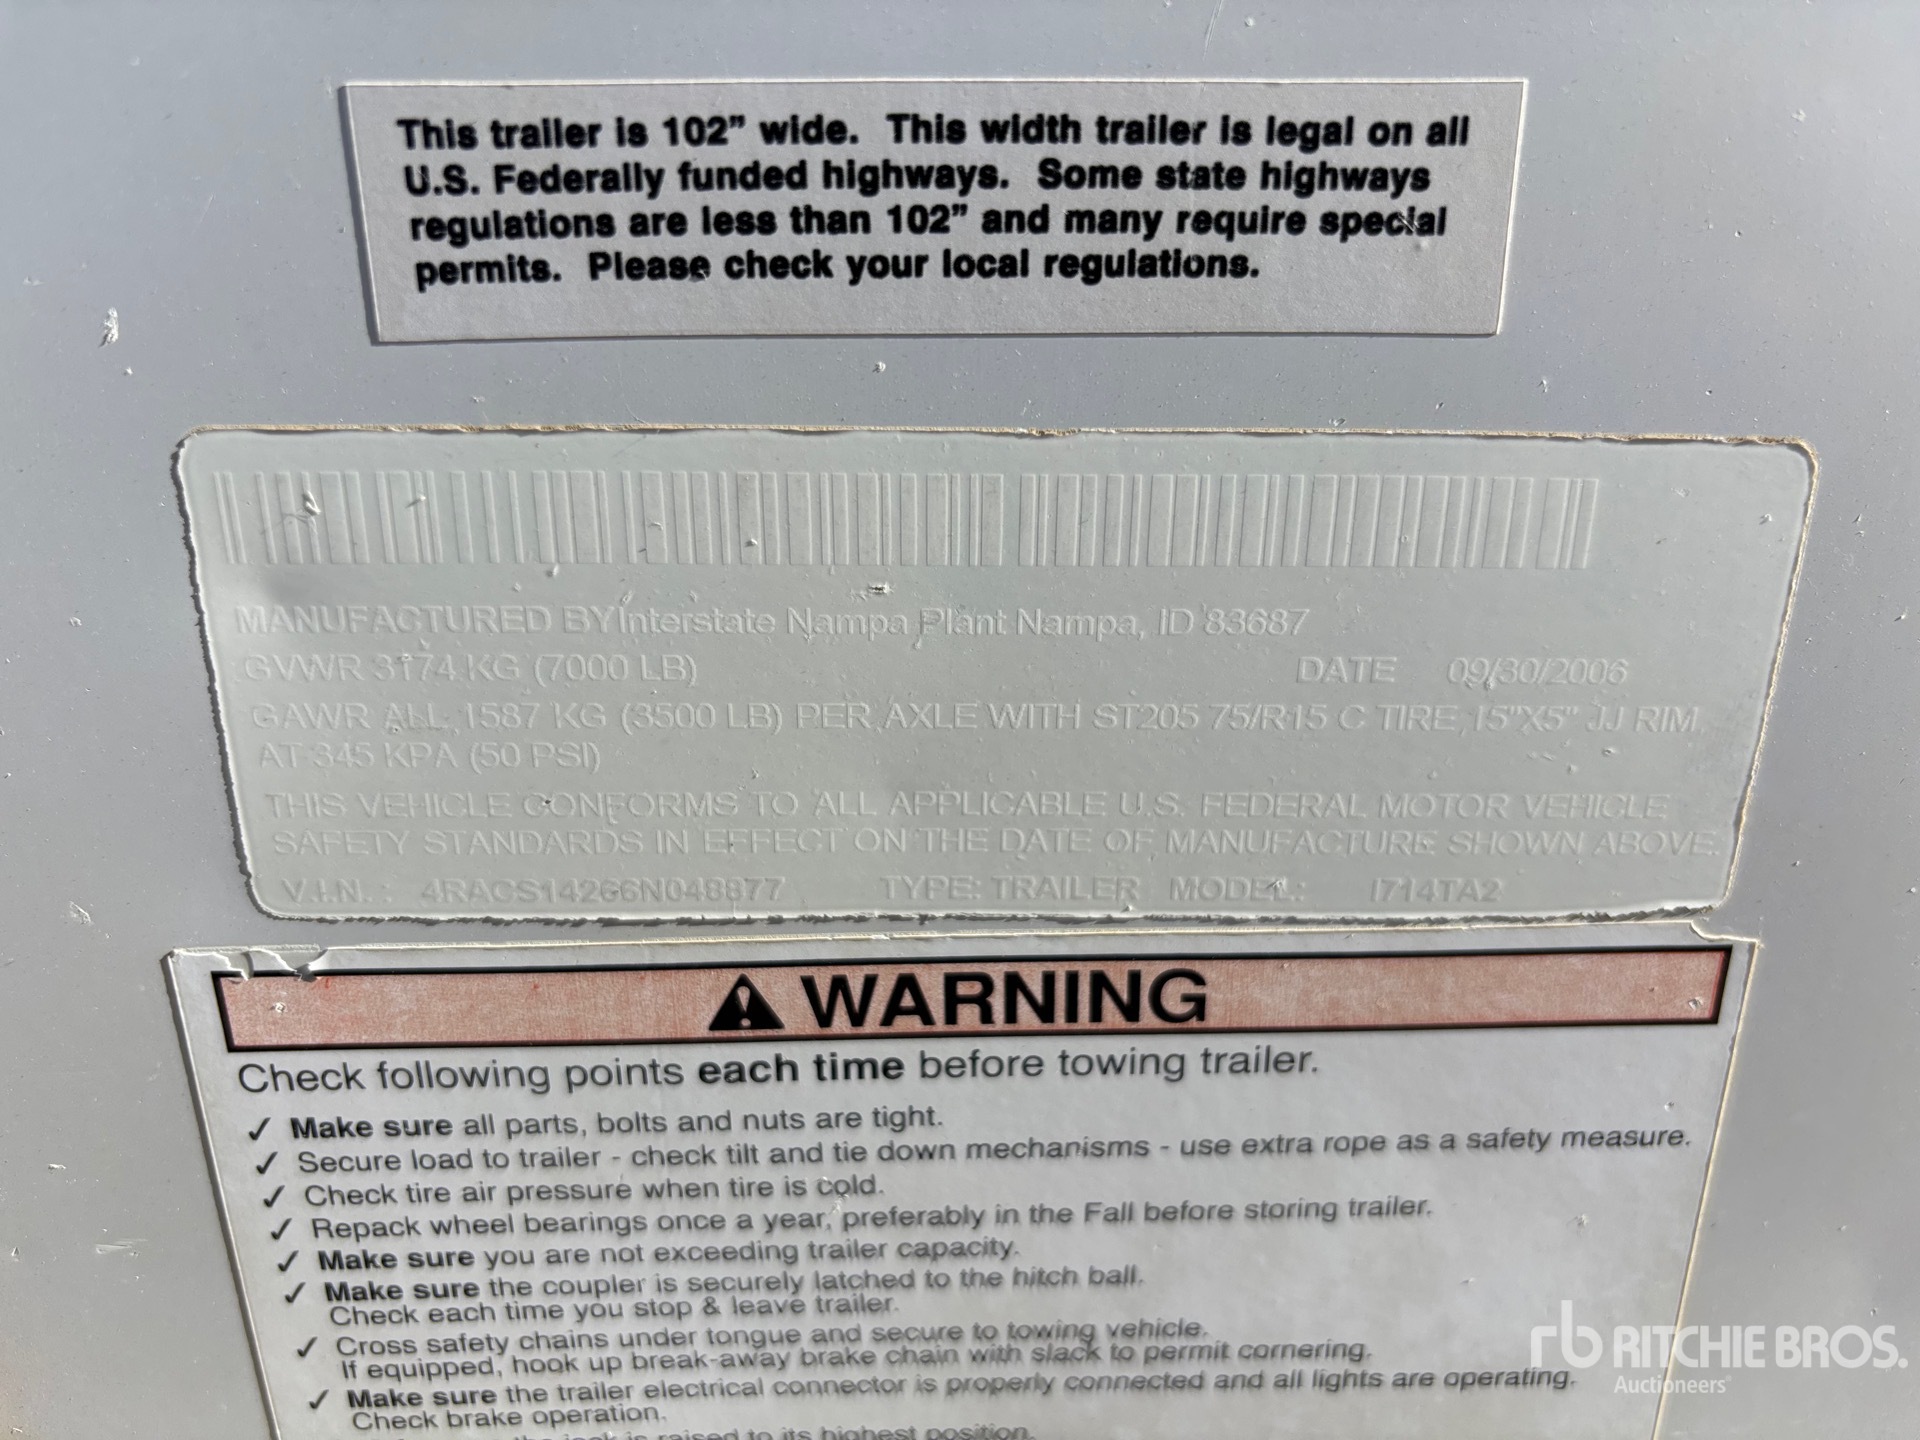 This trailer is 102" wide. This width trailer is legal on all
U.S. Federally funded highways. Some state highways
regulations are less than 102" and many require special
permits. Please check your local regulations.
MANUFACTURED BY Interstate Nampa Plant Nampa, ID 83687
GVWR 3174 KG (7000 LB) DATE 09/30/2006
GAWR ALL 1587 KG (3500 LB) PER AXLE WITH ST205 75/R15 C TIRE, 15"X5" JJ RIM,
AT 345 KPA (50 PSI)
THIS VEHICLE CONFORMS TO ALL APPLICABLE U.S. FEDERAL MOTOR VEHICLE
SAFETY STANDARDS IN EFFECT ON THE DATE OF MANUFACTURE SHOWN ABOVE.
V.I.N. : 4RACS14266N048877 TYPE: TRAILER MODEL: I714TA2
WARNING
Check following points each time before towing trailer.
✓ Make sure all parts, bolts and nuts are tight.
✓ Secure load to trailer - check tilt and tie down mechanisms - use extra rope as a safety measure.
✓ Check tire air pressure when tire is cold.
✓ Repack wheel bearings once a year, preferably in the Fall before storing trailer.
✓ Make sure you are not exceeding trailer capacity.
✓ Make sure the coupler is securely latched to the hitch ball.
Check each time you stop & leave trailer.
✓ Cross safety chains under tongue and secure to towing vehicle.
If equipped, hook up break-away brake chain with slack to permit cornering.
✓ Make sure the trailer electrical connector is properly connected and all lights are operating.
Check brake operation.
the jack is raised to its highest position.
rb RITCHIE BROS.
Auctioneers